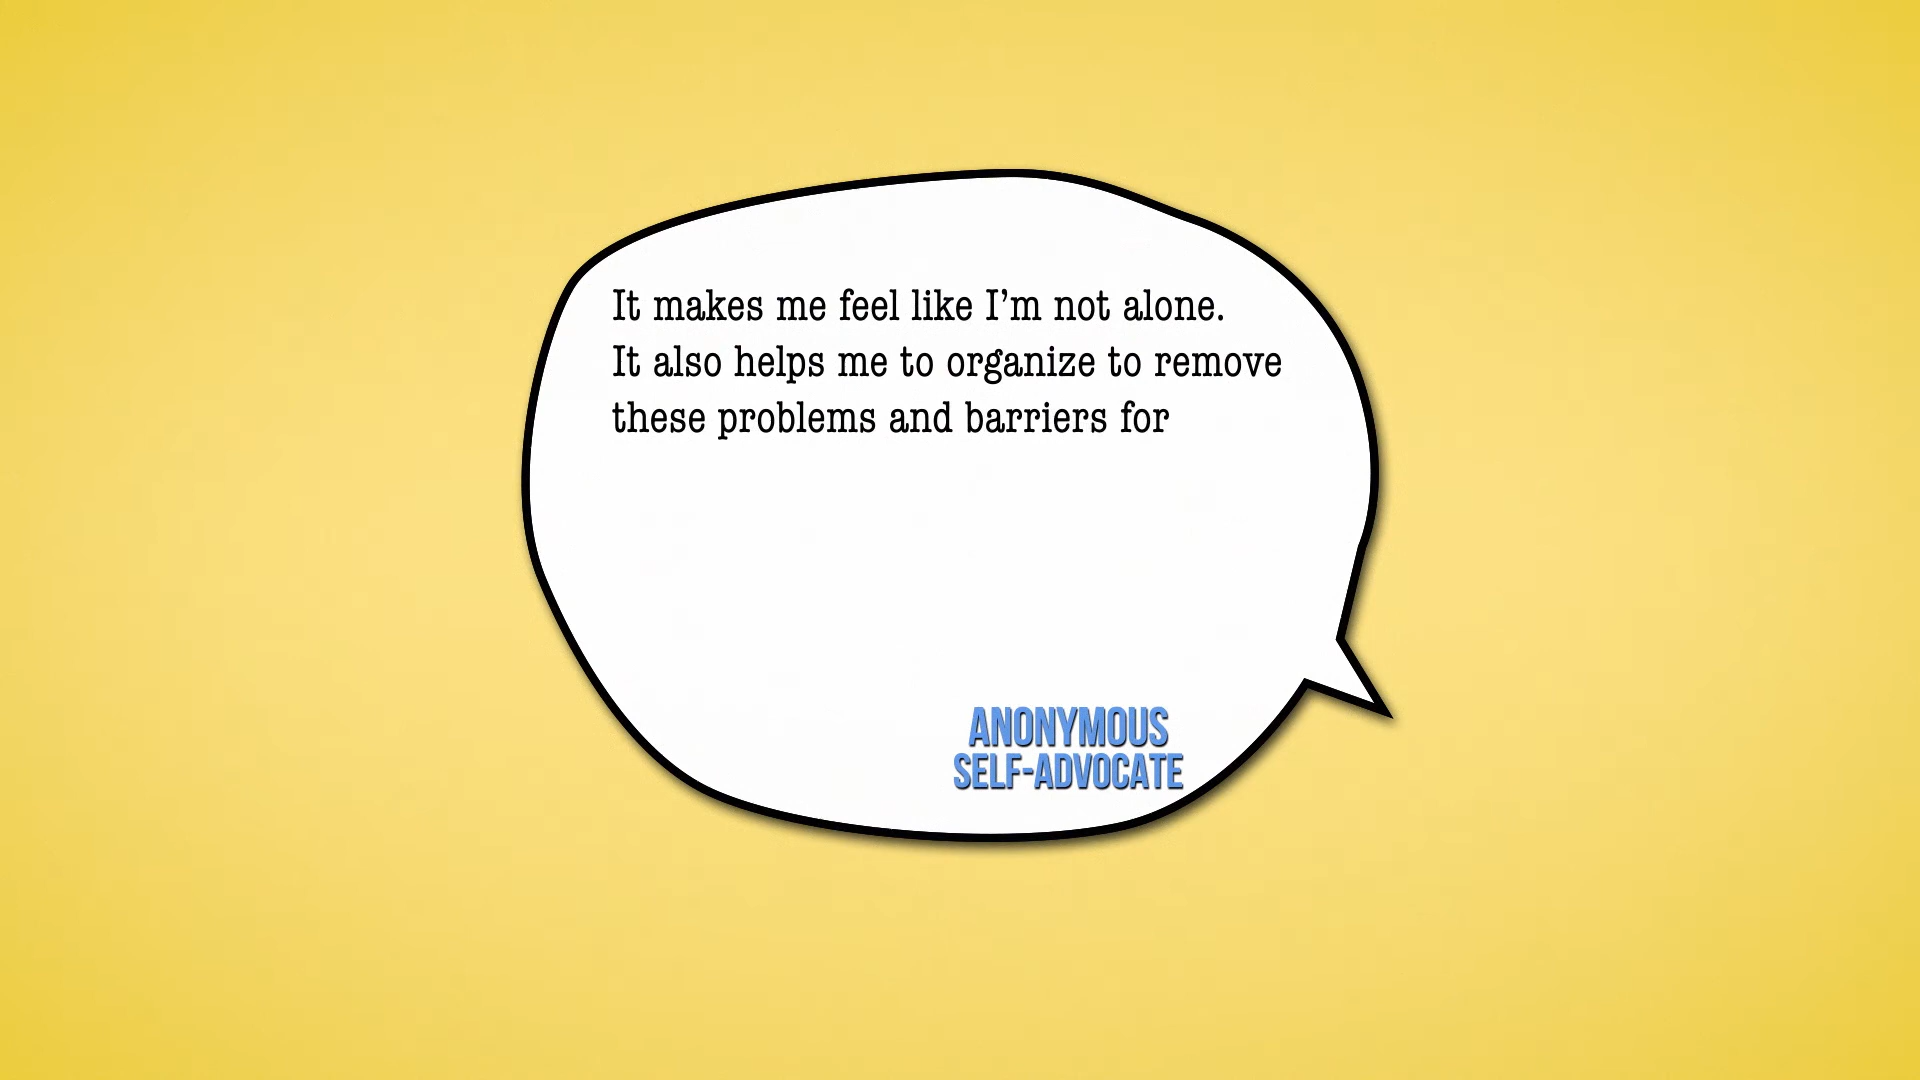 It makes me feel like I’m not alone.
It also helps me to organize to remove
these problems and barriers for
ANONYMOUS
SELF-ADVOCATE